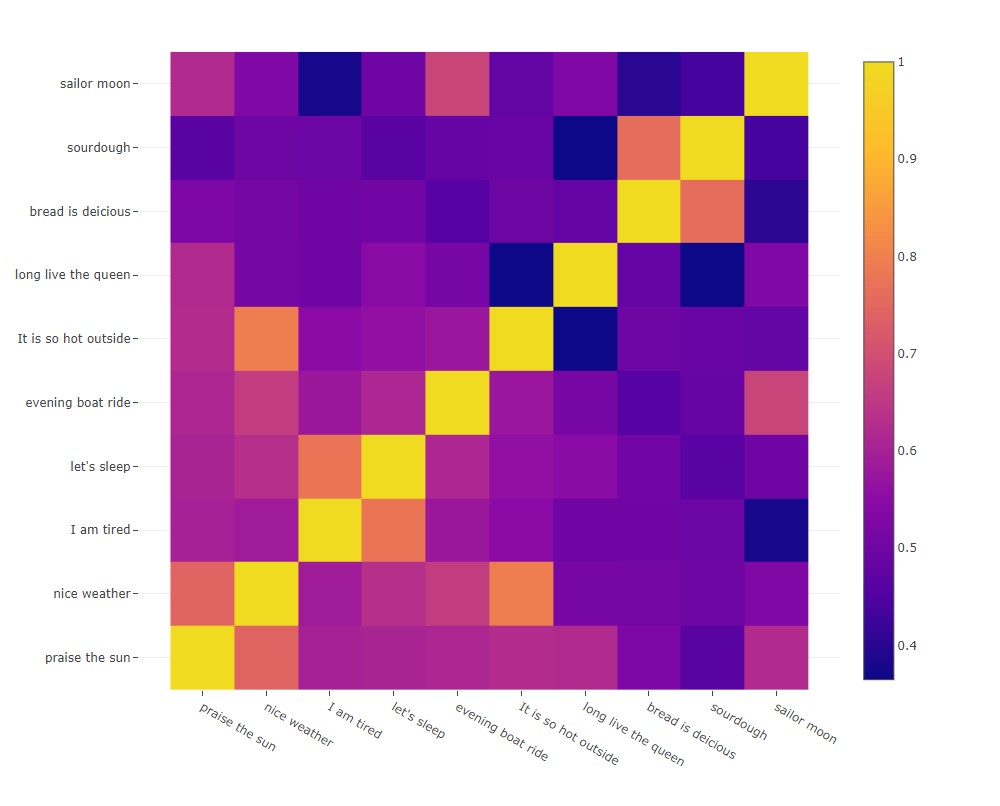 sailor moon
sourdough
bread is deicious
long live the queen
It is so hot outside
evening boat ride
let's sleep
I am tired
nice weather
praise the sun
praise the sun
nice weather
I am tired
let's sleep
evening boat ride
It is so hot outside
long live the queen
bread is deicious
sourdough
sailor moon
1
0.9
0.8
0.7
0.6
0.5
0.4